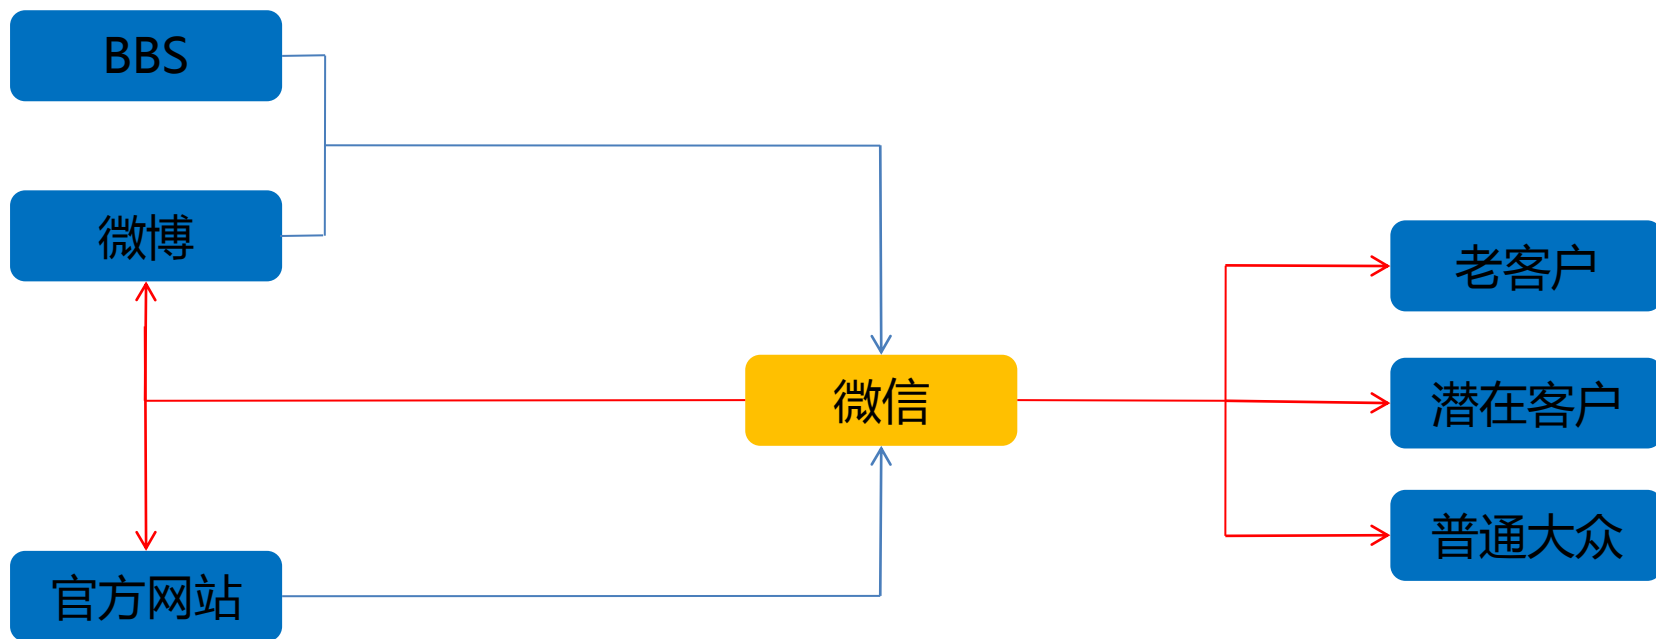 BBS
微博
官方网站
微信
老客户
潜在客户
普通大众